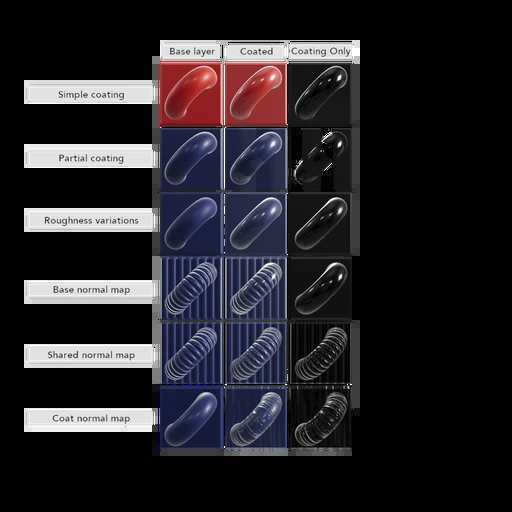 Base layer Coated Coating Only
Simple coating
Partial coating
Roughness variations
Base normal map
Shared normal map
Coat normal map